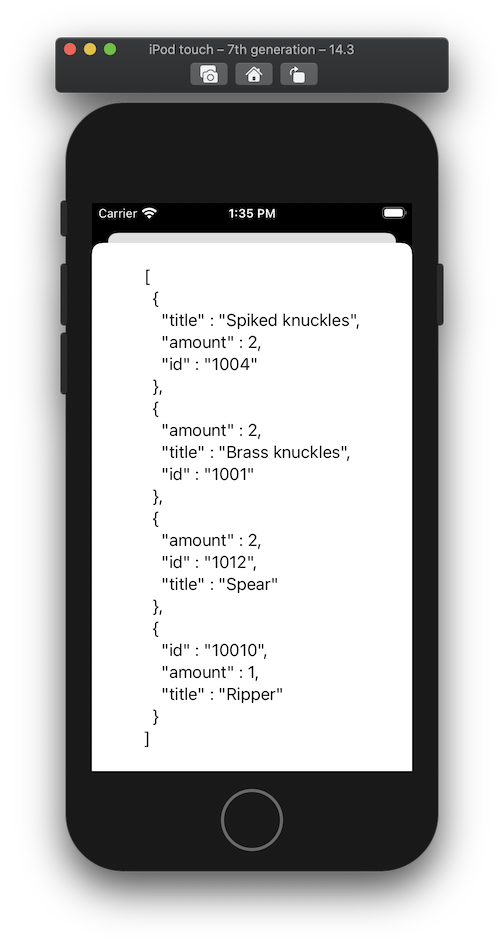 iPod touch – 7th generation – 14.3
Carrier 1:35 PM
[
{
"title" : "Spiked knuckles",
"amount" : 2,
"id" : "1004"
},
{
"amount" : 2,
"title" : "Brass knuckles",
"id" : "1001"
},
{
"amount" : 2,
"id" : "1012",
"title" : "Spear"
},
{
"id" : "10010",
"amount" : 1,
"title" : "Ripper"
}
]